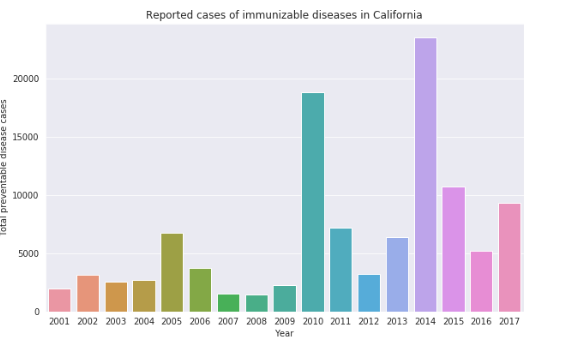 Reported cases of immunizable diseases in California
Total preventable disease cases
20000
15000
10000
5000
0
2001 2002 2003 2004 2005 2006 2007 2008 2009 2010 2011 2012 2013 2014 2015 2016 2017
Year